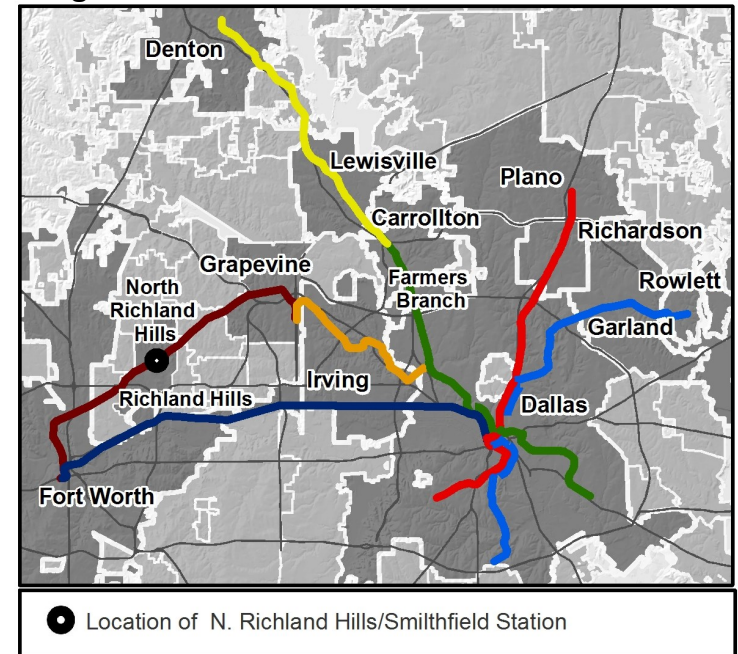 Denton
Lewisville
Plano
Carrollton
Richardson
Grapevine
Farmers
Branch
Rowlett
North
Richland
Hills
Garland
Irving
Richland Hills
Dallas
Fort Worth
Location of N. Richland Hills/Smilthfield Station